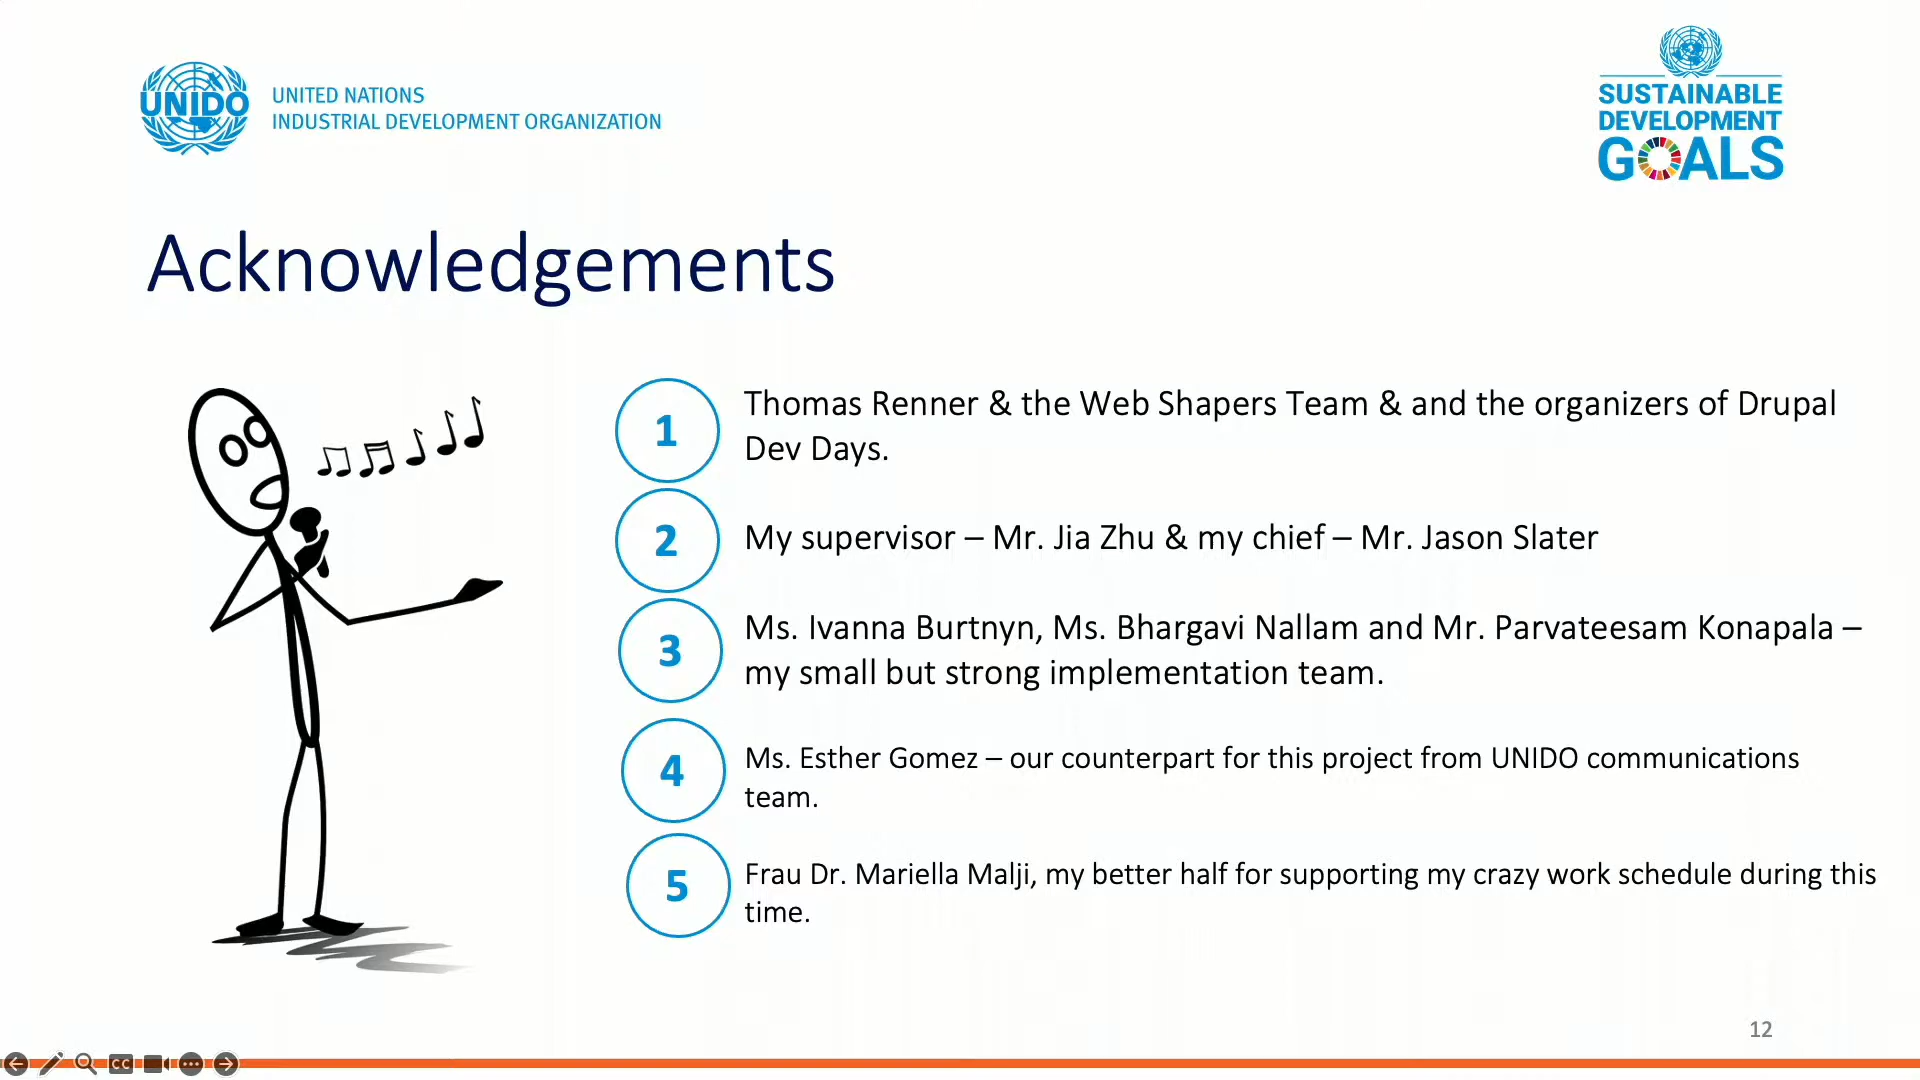 UNIDO
UNITED NATIONS
INDUSTRIAL DEVELOPMENT ORGANIZATION
SUSTAINABLE
DEVELOPMENT
GOALS
Acknowledgements
1
Thomas Renner & the Web Shapers Team & and the organizers of Drupal
Dev Days.
2
My supervisor – Mr. Jia Zhu & my chief – Mr. Jason Slater
3
Ms. Ivanna Burtnyn, Ms. Bhargavi Nallam and Mr. Parvateesam Konapala –
my small but strong implementation team.
4
Ms. Esther Gomez – our counterpart for this project from UNIDO communications
team.
5
Frau Dr. Mariella Malji, my better half for supporting my crazy work schedule during this
time.
12
CC